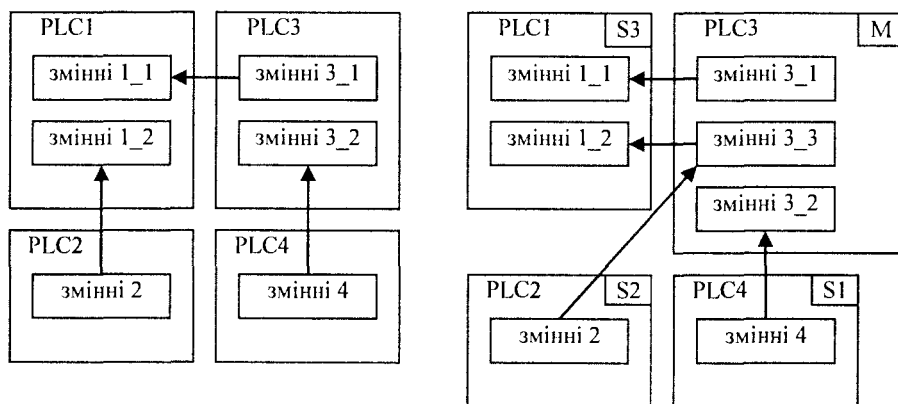 PLC1
змінні 1_1
змінні 1_2
PLC3
змінні 3_1
змінні 3_2
PLC2
змінні 2
PLC4
змінні 4
PLC1
S3
змінні 1_1
змінні 1_2
PLC3
M
змінні 3_1
змінні 3_3
змінні 3_2
PLC2
S2
змінні 2
PLC4
S1
змінні 4